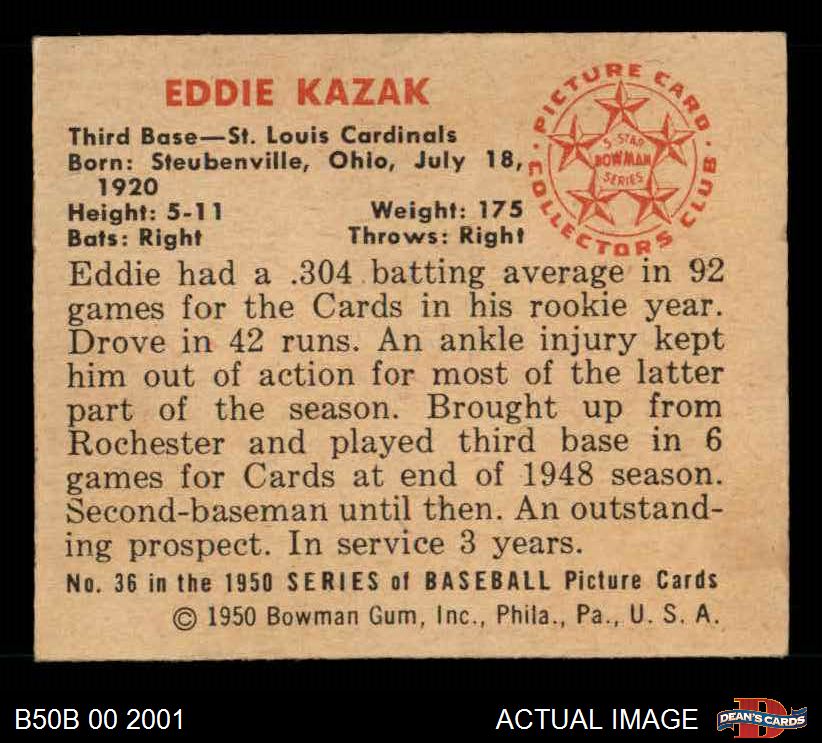 EDDIE KAZAK
PICTURE CARD
COLLECTORS CLUB
5-STAR
BOWMAN
SERIES
Third Base—St. Louis Cardinals
Born: Steubenville, Ohio, July 18,
1920
Height: 5-11 Weight: 175
Bats: Right Throws: Right
Eddie had a .304 batting average in 92
games for the Cards in his rookie year.
Drove in 42 runs. An ankle injury kept
him out of action for most of the latter
part of the season. Brought up from
Rochester and played third base in 6
games for Cards at end of 1948 season.
Second-baseman until then. An outstand-
ing prospect. In service 3 years.
No. 36 in the 1950 SERIES of BASEBALL Picture Cards
© 1950 Bowman Gum, Inc., Phila., Pa., U. S. A.
B50B 00 2001 ACTUAL IMAGE
D
DEAN'S CARDS